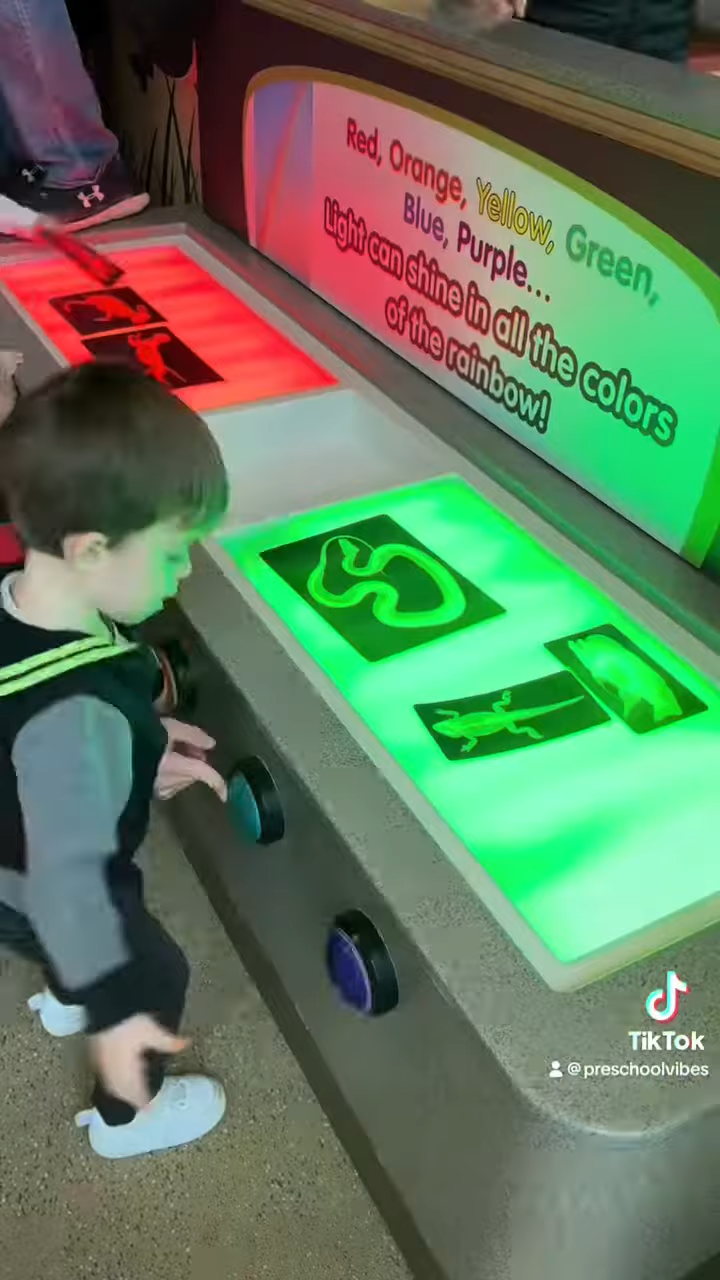 Red, Orange, Yellow, Green,
Blue, Purple...
Light can shine in all the colors
of the rainbow!
TikTok
@preschoolvibes